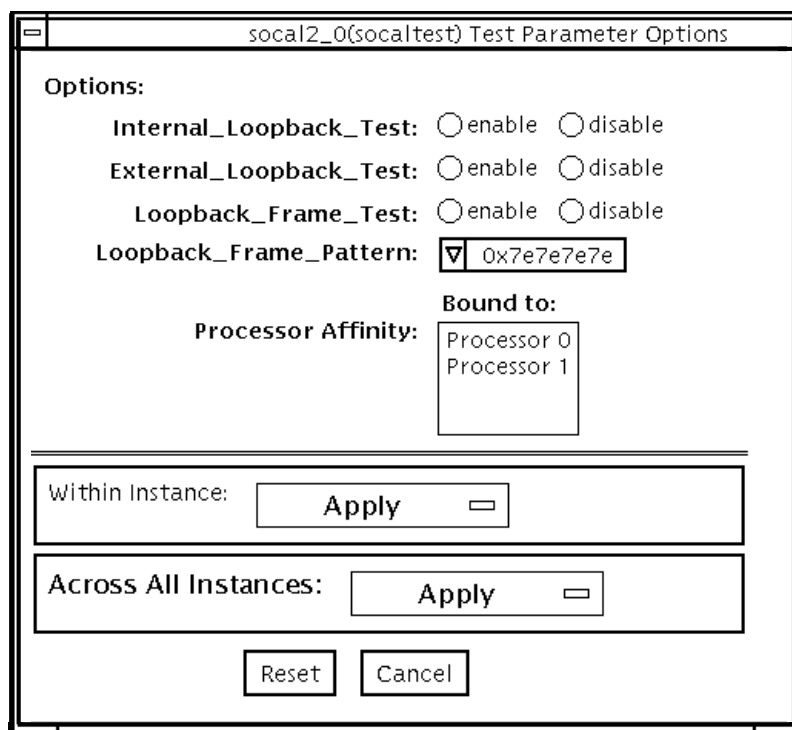 socal2_0(socaltest) Test Parameter Options
Options:
Internal_Loopback_Test: enable disable
External_Loopback_Test: enable disable
Loopback_Frame_Test: enable disable
Loopback_Frame_Pattern: 0x7e7e7e7e
Bound to:
Processor Affinity: Processor 0
Processor 1
Within Instance: Apply
Across All Instances: Apply
Reset Cancel